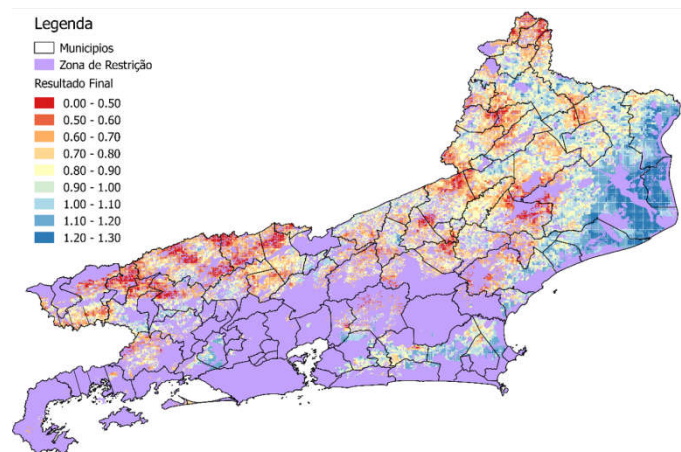 Legenda
Municipios
Zona de Restrição
Resultado Final
0.00 - 0.50
0.50 - 0.60
0.60 - 0.70
0.70 - 0.80
0.80 - 0.90
0.90 - 1.00
1.00 - 1.10
1.10 - 1.20
1.20 - 1.30